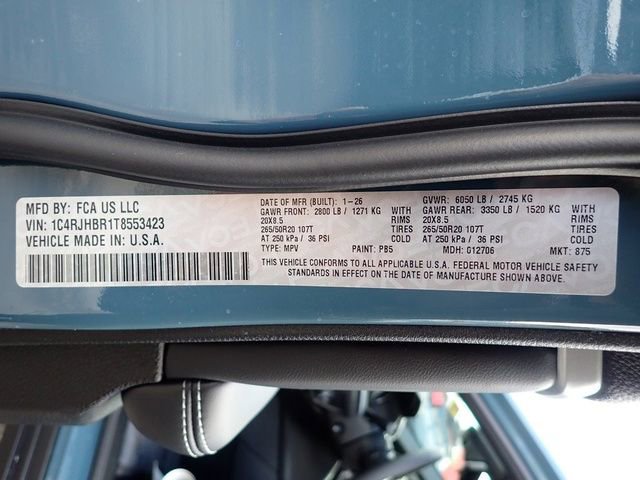 MFD BY: FCA US LLC
VIN: 1C4RJHBR1T8553423
VEHICLE MADE IN: U.S.A.
DATE OF MFR (BUILT): 1-26
GAWR FRONT: 2800 LB / 1271 KG WITH
20X8.5 RIMS
265/50R20 107T TIRES
AT 250 kPa / 36 PSI COLD
TYPE: MPV PAINT: PB5
GVWR: 6050 LB / 2745 KG
GAWR REAR: 3350 LB / 1520 KG WITH
20X8.5 RIMS
265/50R20 107T TIRES
AT 250 kPa / 36 PSI COLD
MDH: 012706 MKT: 875
THIS VEHICLE CONFORMS TO ALL APPLICABLE U.S.A. FEDERAL MOTOR VEHICLE SAFETY
STANDARDS IN EFFECT ON THE DATE OF MANUFACTURE SHOWN ABOVE.